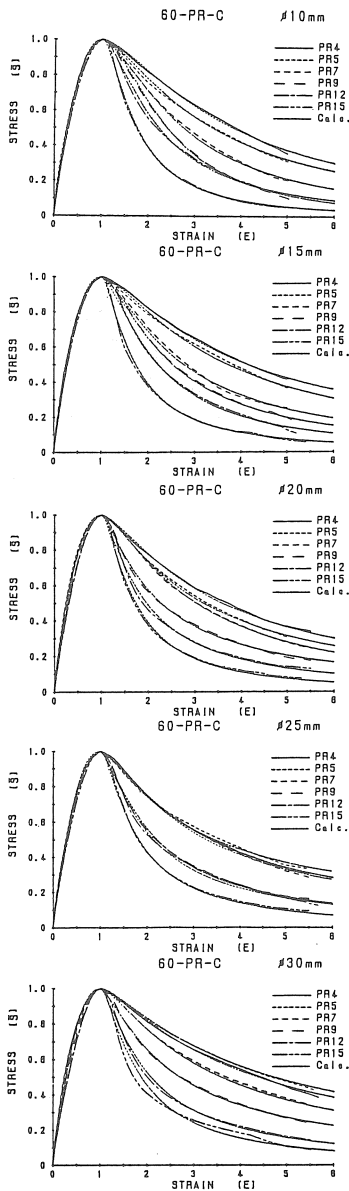 60-PR-C ø10mm
1.0
0.8
0.6
0.4
0.2
0
STRESS (S̄)
PR4
PR5
PR7
PR9
PR12
PR15
Calc.
0 1 2 3 4 5 6
STRAIN (E)
60-PR-C ø15mm
1.0
0.8
0.6
0.4
0.2
0
STRESS (S̄)
PR4
PR5
PR7
PR9
PR12
PR15
Calc.
0 1 2 3 4 5 6
STRAIN (E)
60-PR-C ø20mm
1.0
0.8
0.6
0.4
0.2
0
STRESS (S̄)
PR4
PR5
PR7
PR9
PR12
PR15
Calc.
0 1 2 3 4 5 6
STRAIN (E)
60-PR-C ø25mm
1.0
0.8
0.6
0.4
0.2
0
STRESS (S̄)
PR4
PR5
PR7
PR9
PR12
PR15
Calc.
0 1 2 3 4 5 6
STRAIN (E)
60-PR-C ø30mm
1.0
0.8
0.6
0.4
0.2
0
STRESS (S̄)
PR4
PR5
PR7
PR9
PR12
PR15
Calc.
0 1 2 3 4 5 6
STRAIN (E)